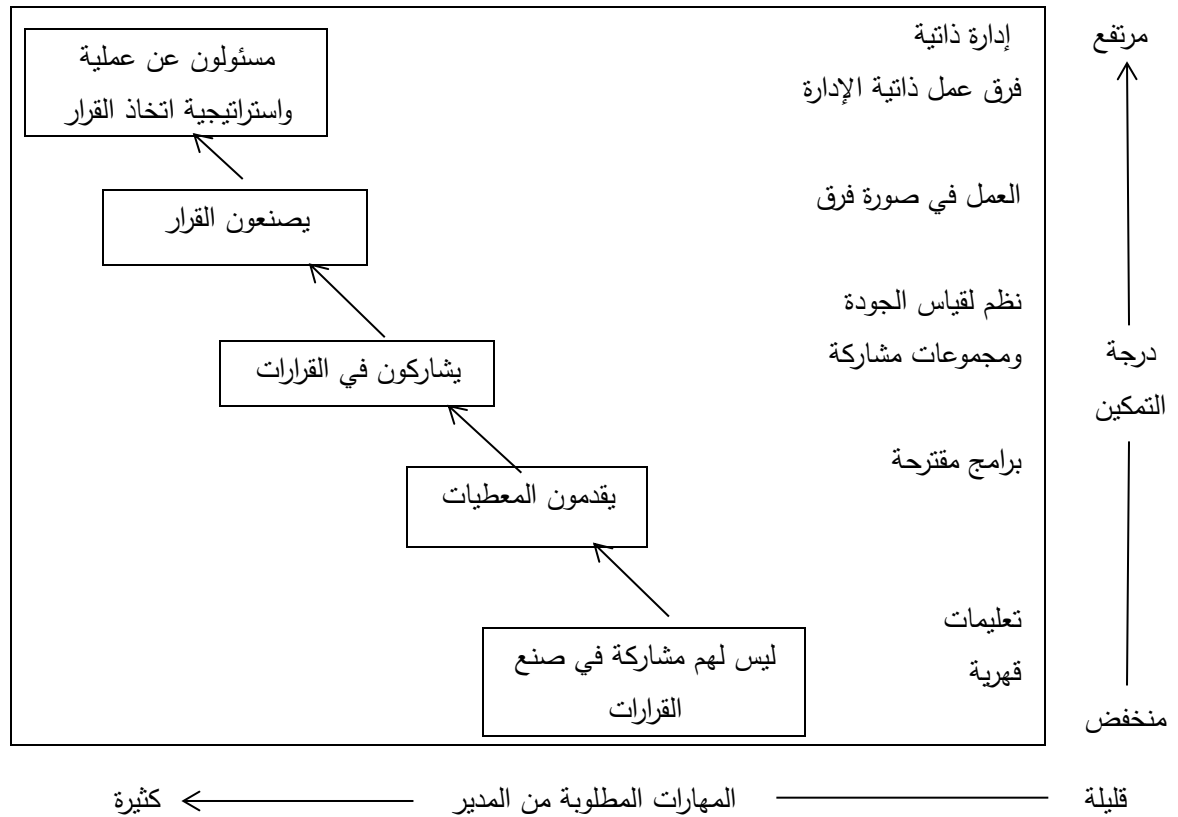 مرتفع
إدارة ذاتية
فرق عمل ذاتية الإدارة
مسئولون عن عملية
واستراتيجية اتخاذ القرار
العمل في صورة فرق
يصنعون القرار
نظم لقياس الجودة
ومجموعات مشاركة
درجة
التمكين
يشاركون في القرارات
برامج مقترحة
يقدمون المعطيات
تعليمات
قهرية
ليس لهم مشاركة في صنع
القرارات
منخفض
قليلة المهارات المطلوبة من المدير كثيرة